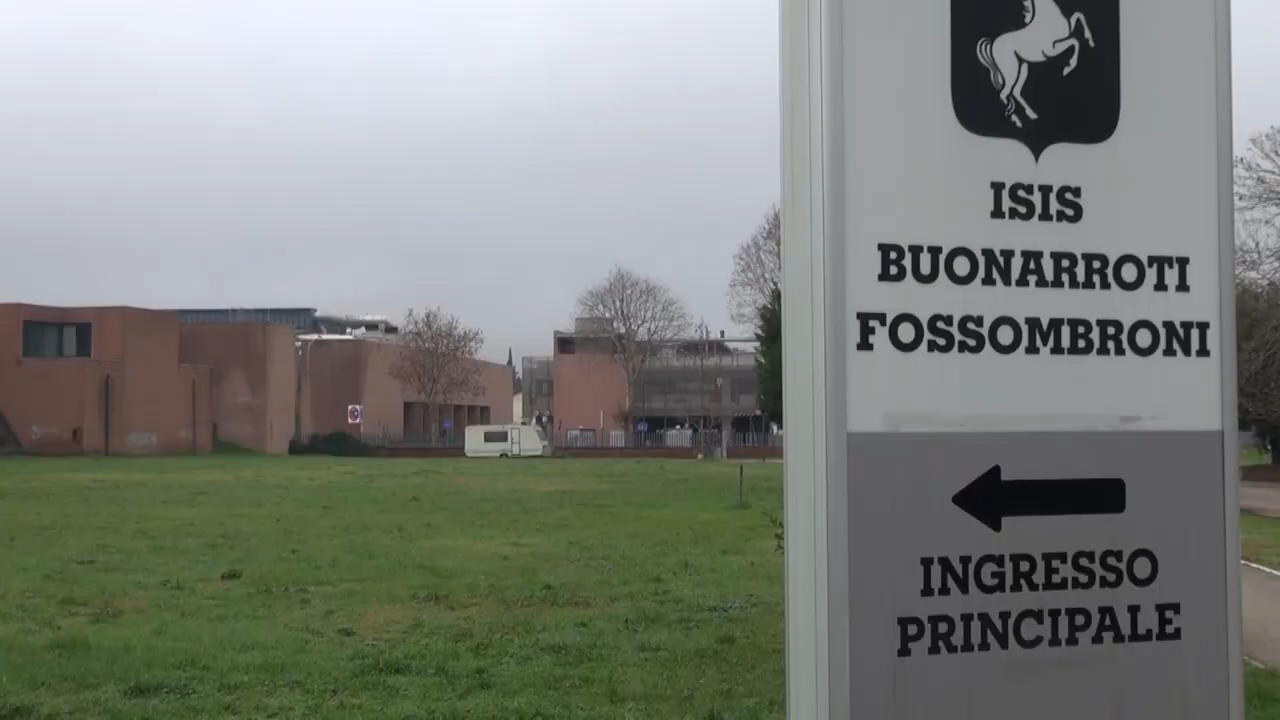 ISIS
BUONARROTI
FOSSOMBRONI
INGRESSO
PRINCIPALE